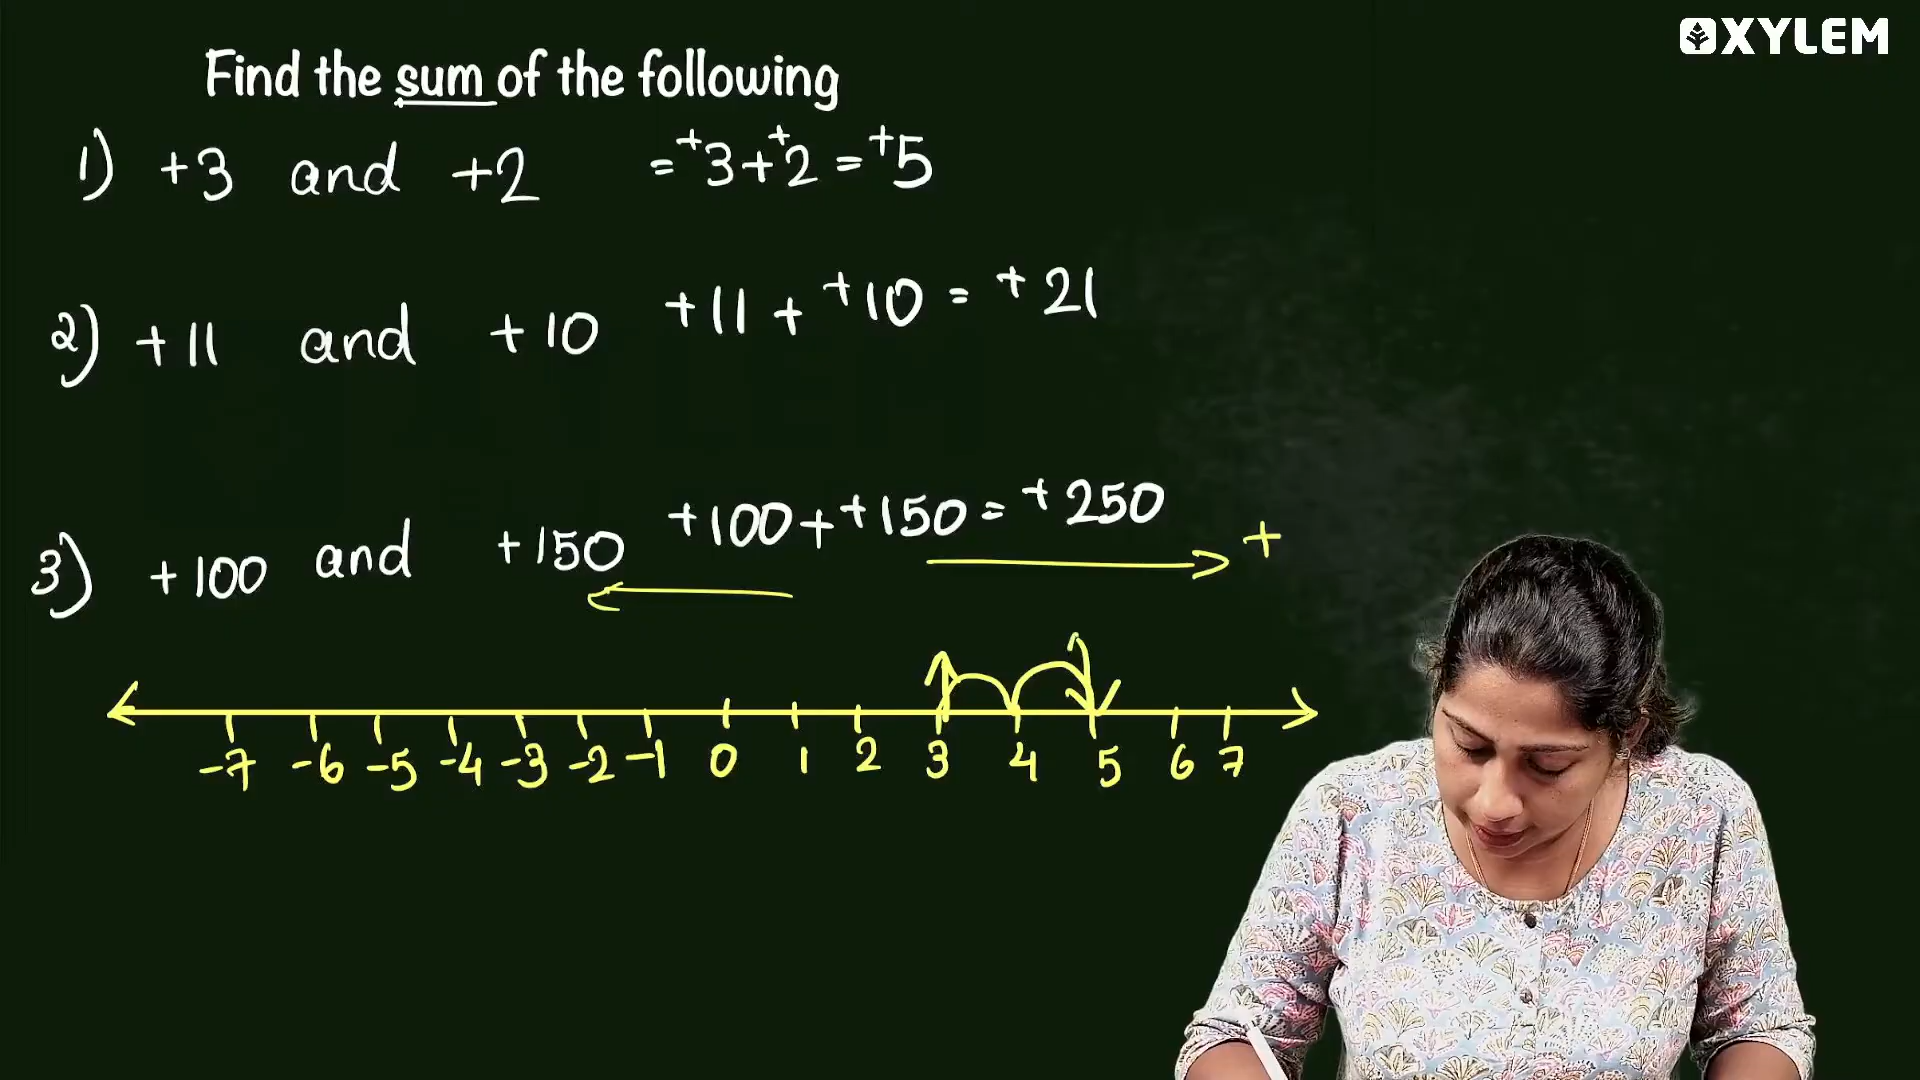 XYLEM
Find the sum of the following
1) +3 and +2 = +3 + +2 = +5
2) +11 and +10 +11 + +10 = +21
3) +100 and +150 +100 + +150 = +250
+
-7 -6 -5 -4 -3 -2 -1 0 1 2 3 4 5 6 7